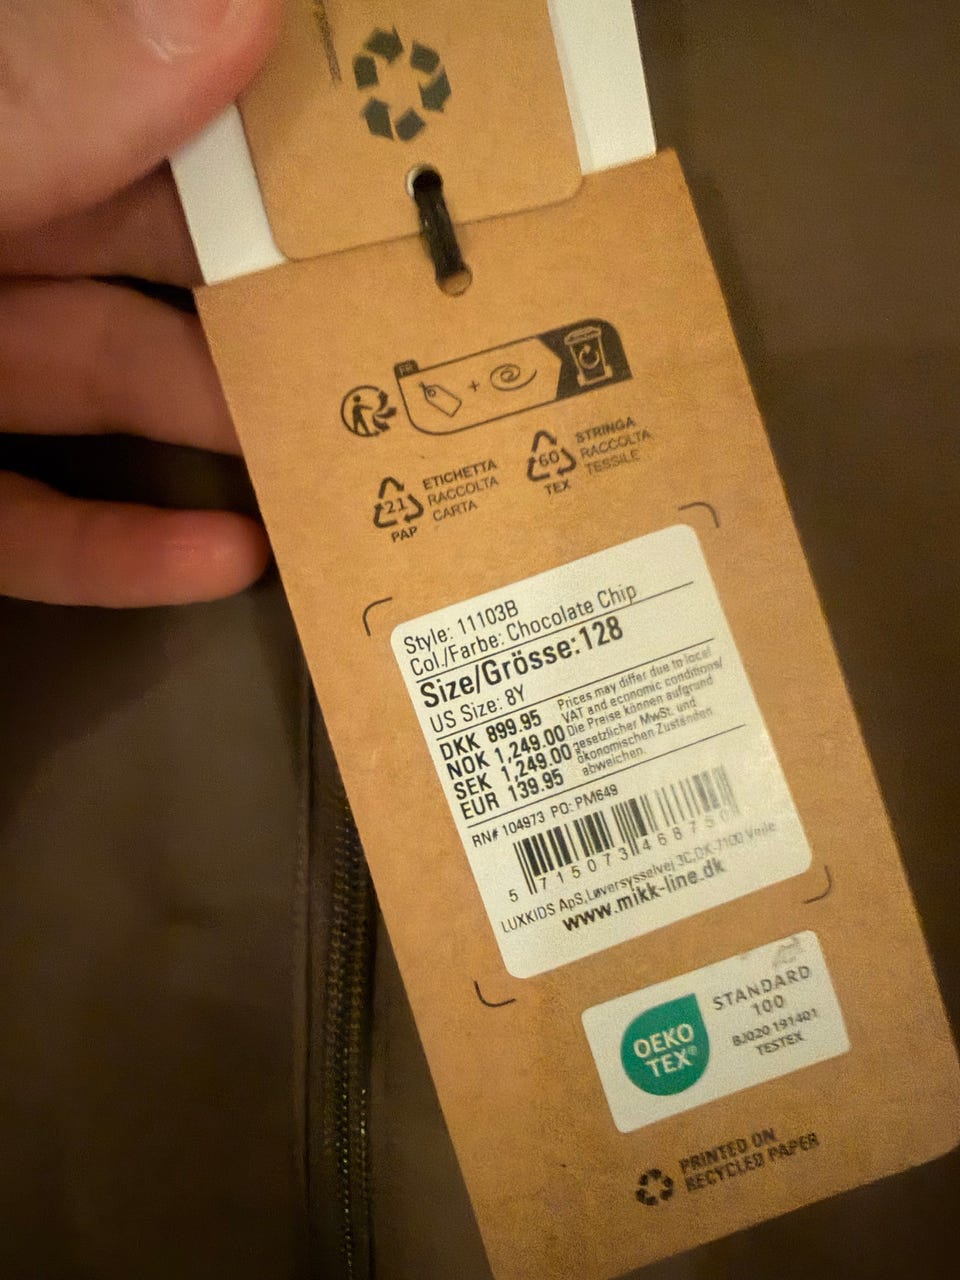 FR
ETICHETTA
RACCOLTA
CARTA
21
PAP
STRINGA
RACCOLTA
TESSILE
60
TEX
Style: 11103B
Col./Farbe: Chocolate Chip
Size/Grösse:128
US Size: 8Y
DKK 899.95
NOK 1,249.00
SEK 1,249.00
EUR 139.95
Prices may differ due to local
VAT and economic conditions/
Die Preise können aufgrund
gesetzlicher MwSt. und
ökonomischen Zuständen
abweichen.
RN# 104973 PO: PM649
5 715073 468750
LUXKIDS ApS,Løversysselvej 3C,DK-7100 Vejle
www.mikk-line.dk
OEKO
TEX®
STANDARD
100
BJ020 191401
TESTEX
PRINTED ON
RECYCLED PAPER